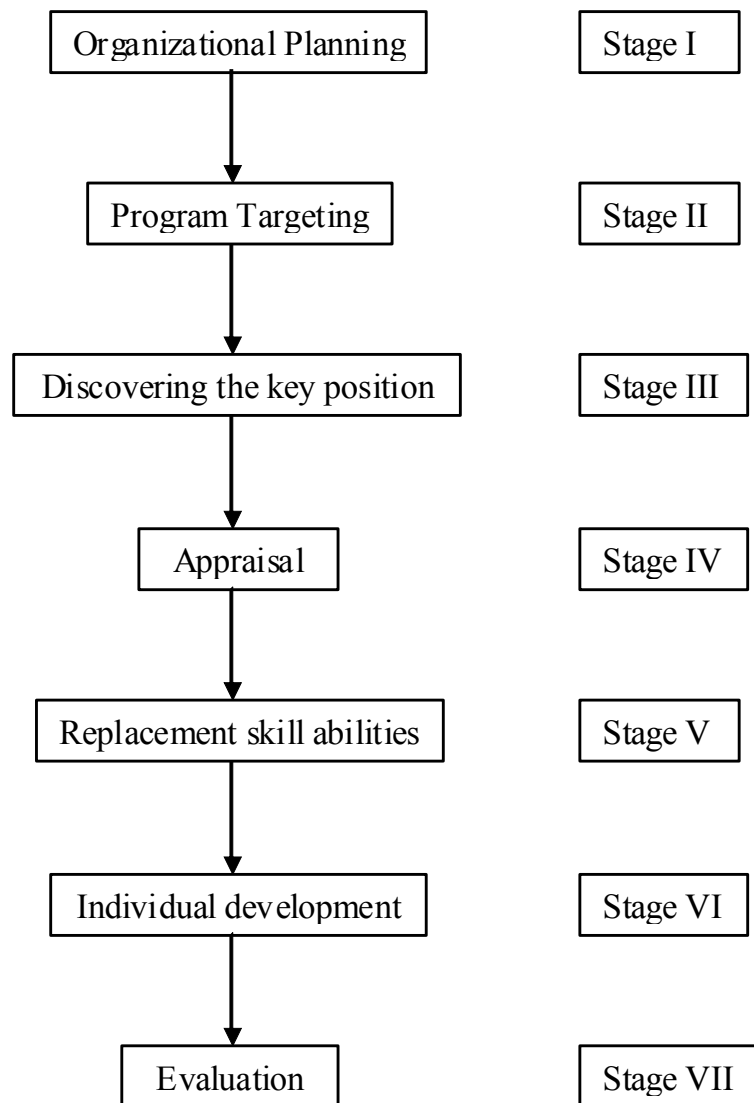 Organizational Planning
Stage I
Program Targeting
Stage II
Discovering the key position
Stage III
Appraisal
Stage IV
Replacement skill abilities
Stage V
Individual development
Stage VI
Evaluation
Stage VII